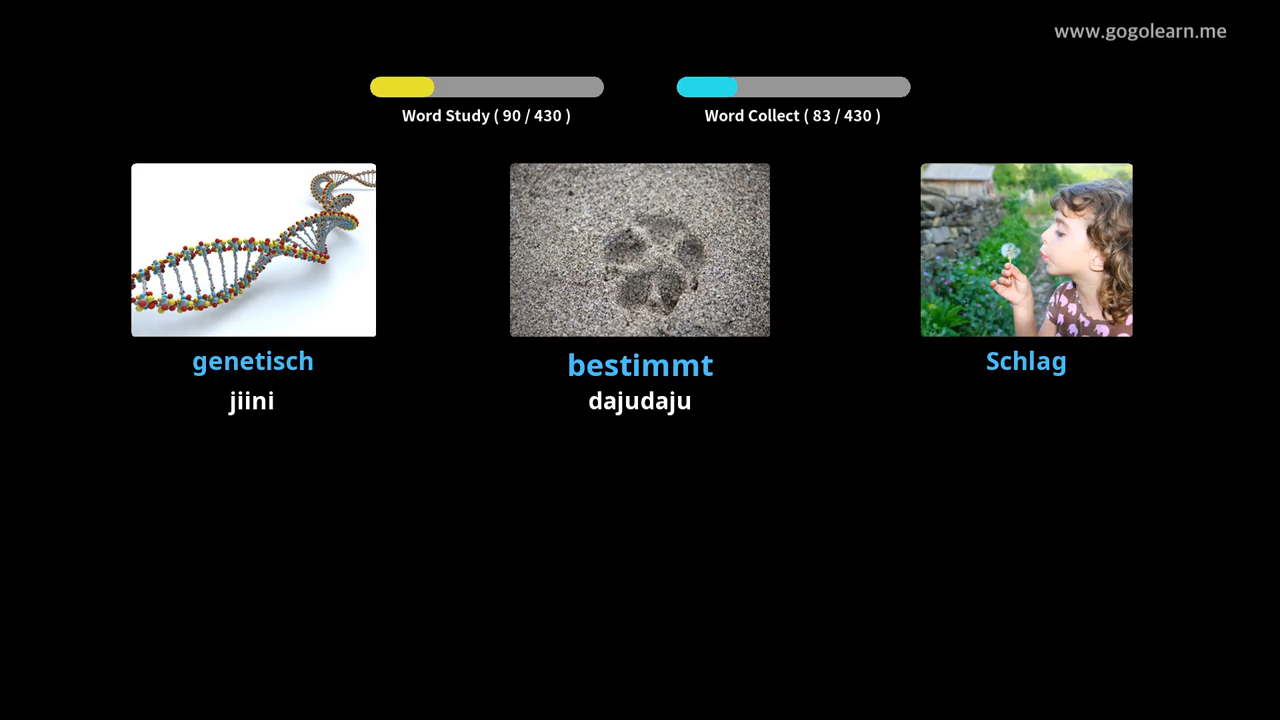 www.gogolearn.me
Word Study ( 90 / 430 )
Word Collect ( 83 / 430 )
genetisch
bestimmt
Schlag
jiini
dajudaju